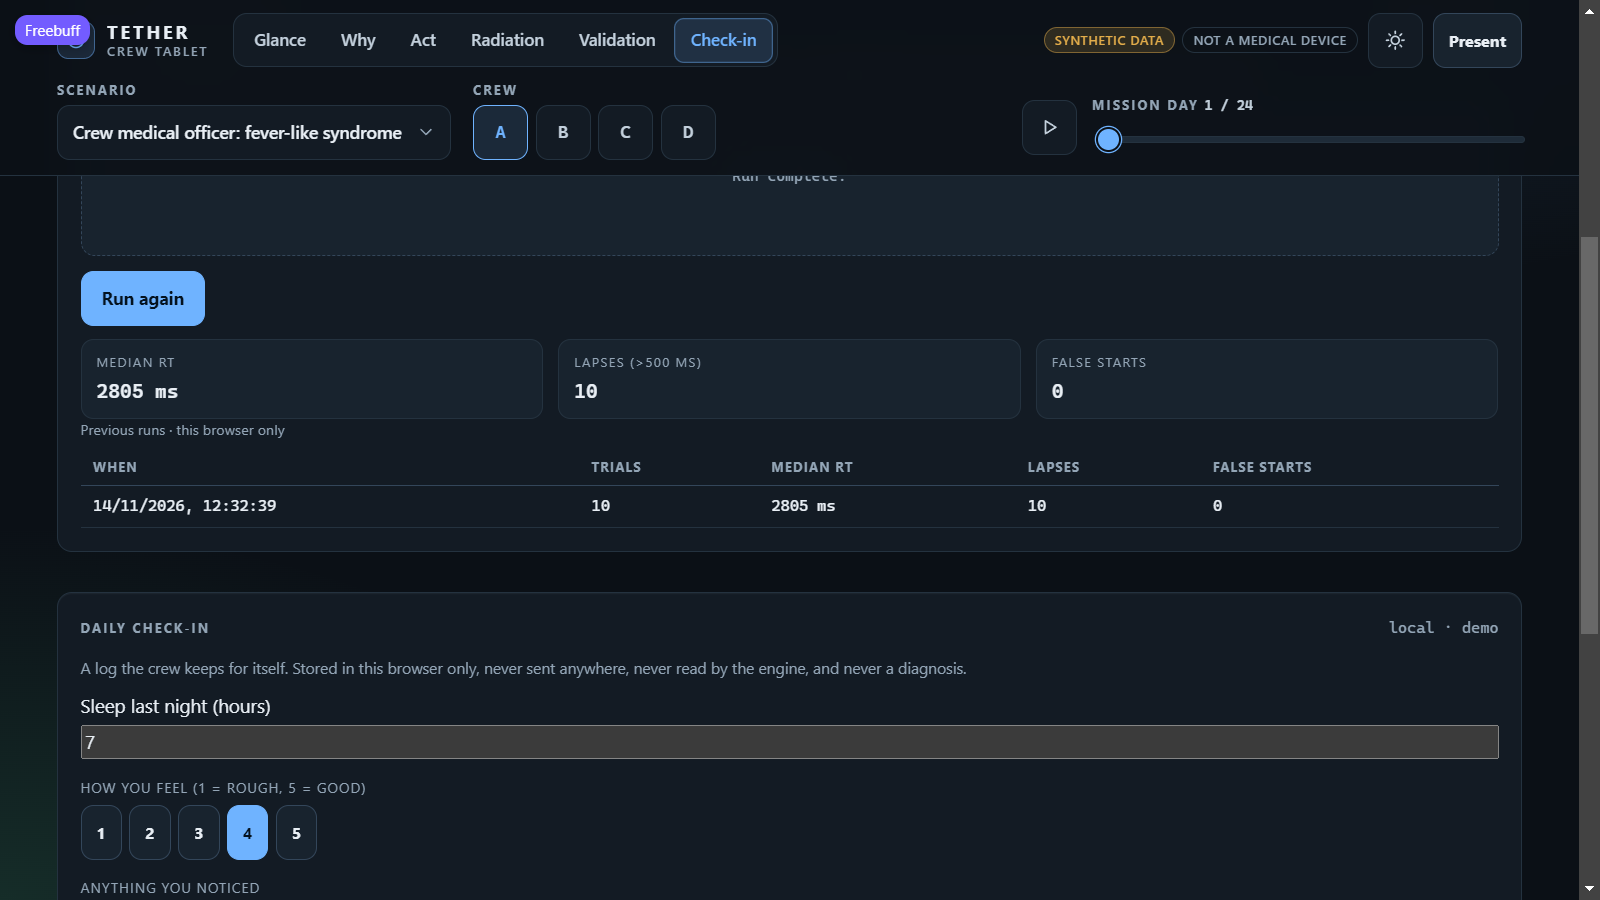 Freebuff
TETHER
CREW TABLET
Glance
Why
Act
Radiation
Validation
Check-in
SYNTHETIC DATA
NOT A MEDICAL DEVICE
Present
SCENARIO
Crew medical officer: fever-like syndrome
CREW
A
B
C
D
MISSION DAY 1 / 24
Run complete.
Run again
MEDIAN RT
2805 ms
LAPSES (>500 MS)
10
FALSE STARTS
0
Previous runs · this browser only
WHEN TRIALS MEDIAN RT LAPSES FALSE STARTS
14/11/2026, 12:32:39 10 2805 ms 10 0
DAILY CHECK-IN
local · demo
A log the crew keeps for itself. Stored in this browser only, never sent anywhere, never read by the engine, and never a diagnosis.
Sleep last night (hours)
7
HOW YOU FEEL (1 = ROUGH, 5 = GOOD)
1
2
3
4
5
ANYTHING YOU NOTICED